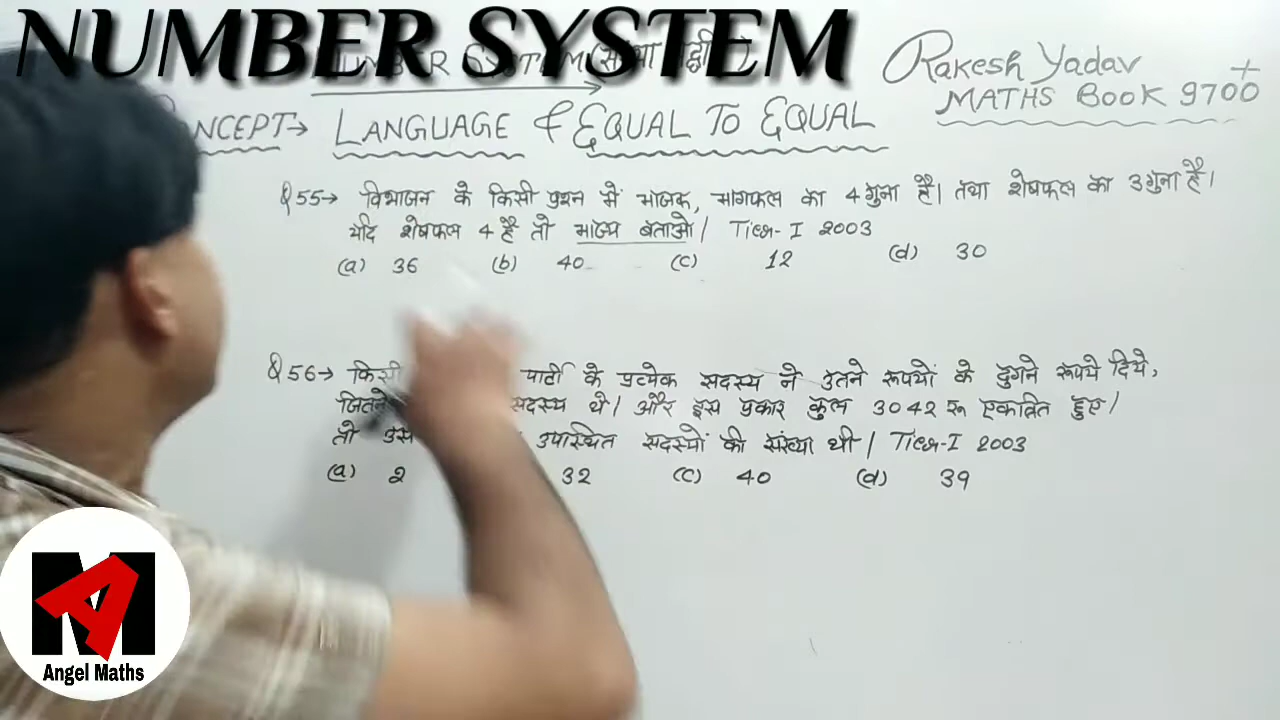 NUMBER SYSTEM
NUMBER SYSTEM
Rakesh Yadav
MATHS BOOK 9700+
CONCEPT→ LANGUAGE & EQUAL TO EQUAL
Q55→ विभाजन के किसी प्रश्न में भाजक, भागफल का 4 गुना है। तथा शेषफल का 3 गुना है।
यदि शेषफल 4 है तो भाज्य बताओ। Tier-I 2003
(a) 36 (b) 40 (c) 12 (d) 30
Q56→ किसी पार्टी के प्रत्येक सदस्य ने उतने रूपयों के दुगने रूपये दिये,
जितने सदस्य थे। और इस प्रकार कुल 3042 रू एकत्रित हुए।
तो उस उपस्थित सदस्यों की संख्या थी। Tier-I 2003
(a) 2 32 (c) 40 (d) 39
MA
Angel Maths